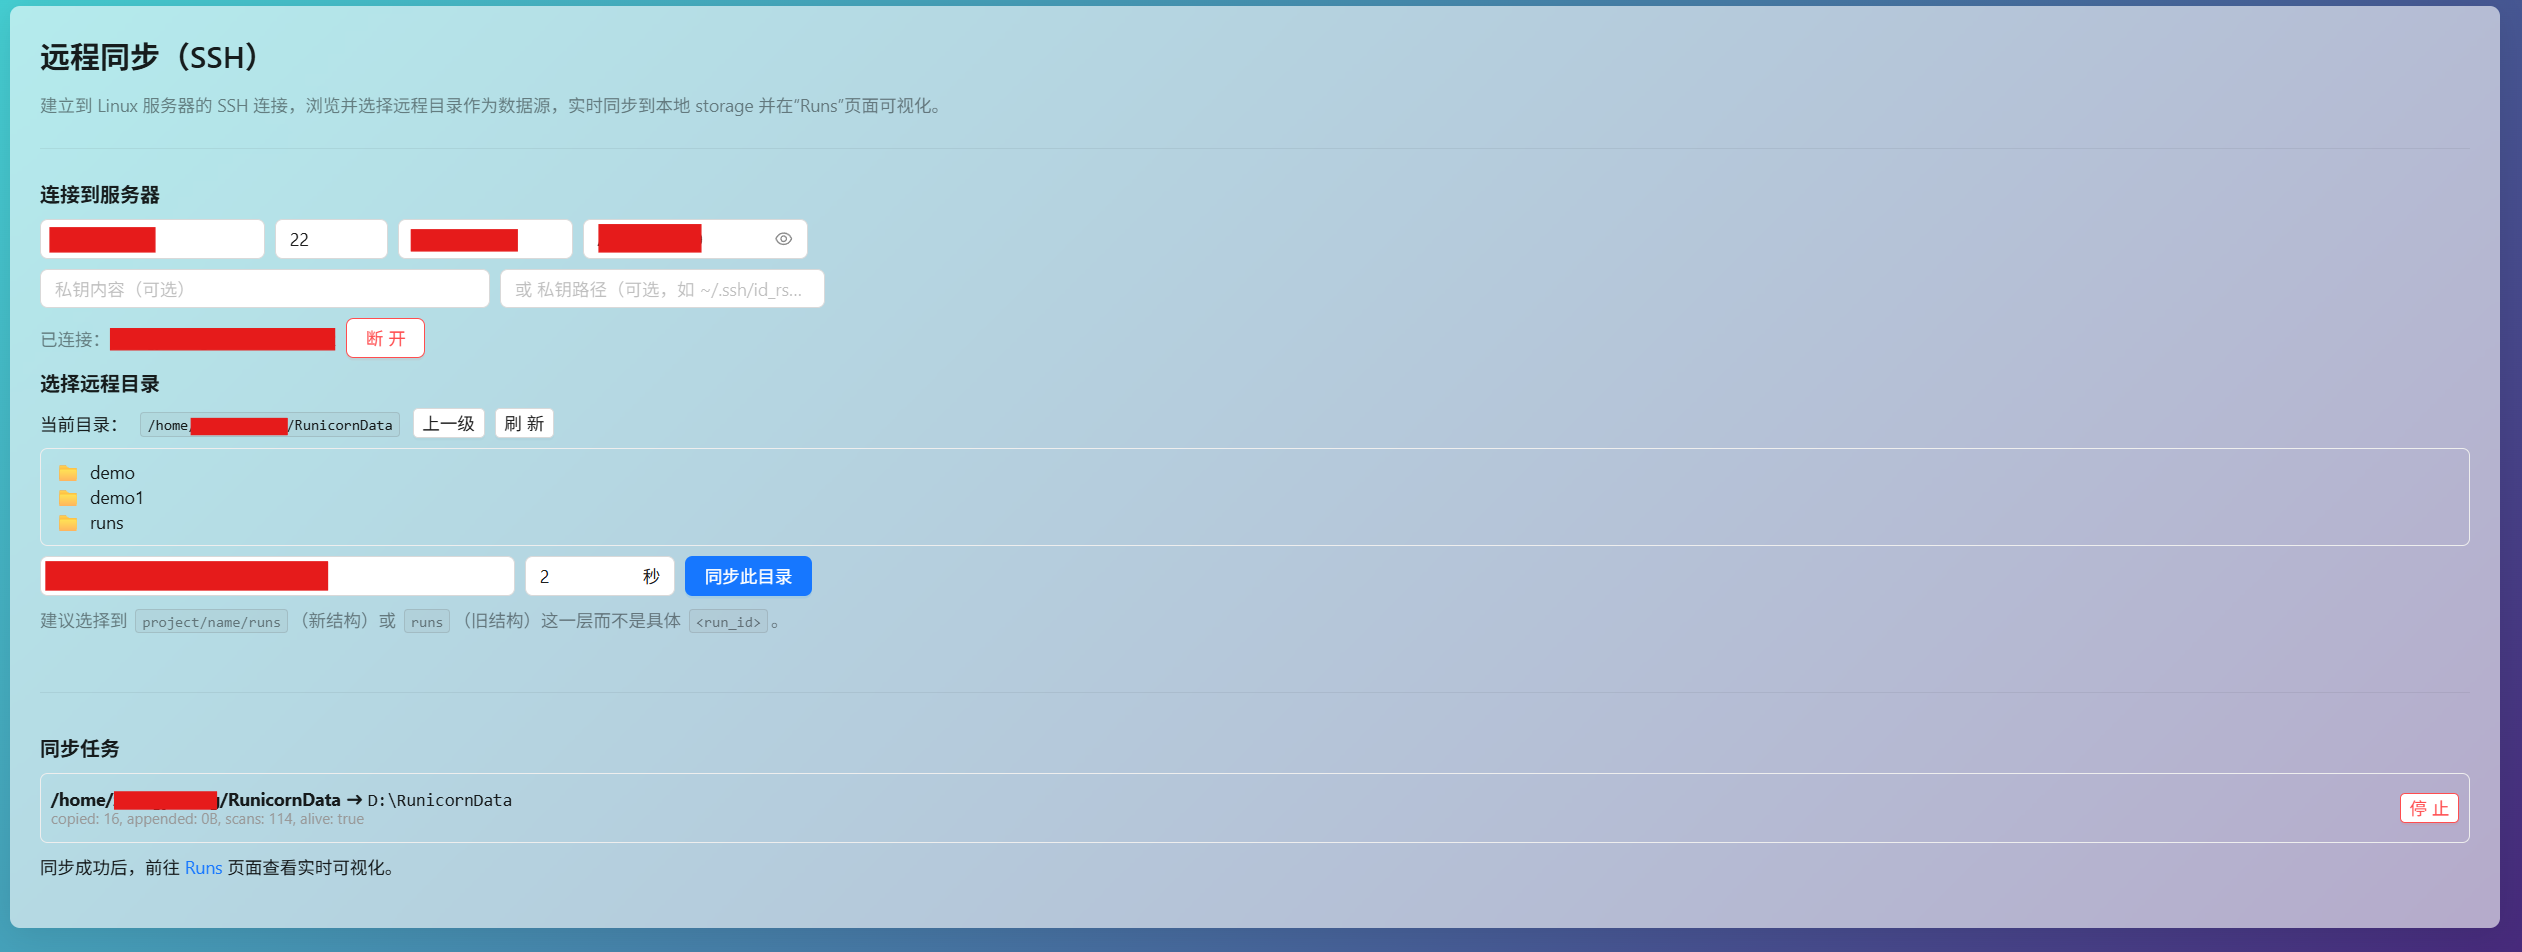 远程同步（SSH）
建立到 Linux 服务器的 SSH 连接，浏览并选择远程目录作为数据源，实时同步到本地 storage 并在“Runs”页面可视化。
连接到服务器
22
私钥内容（可选）
或 私钥路径（可选，如 ~/.ssh/id_rs...
已连接：
断 开
选择远程目录
当前目录： /home/ /RunicornData 上一级 刷 新
demo
demo1
runs
2 秒 同步此目录
建议选择到 project/name/runs （新结构）或 runs （旧结构）这一层而不是具体 <run_id> 。
同步任务
/home/ /RunicornData → D:\RunicornData
copied: 16, appended: 0B, scans: 114, alive: true
停 止
同步成功后，前往 Runs 页面查看实时可视化。